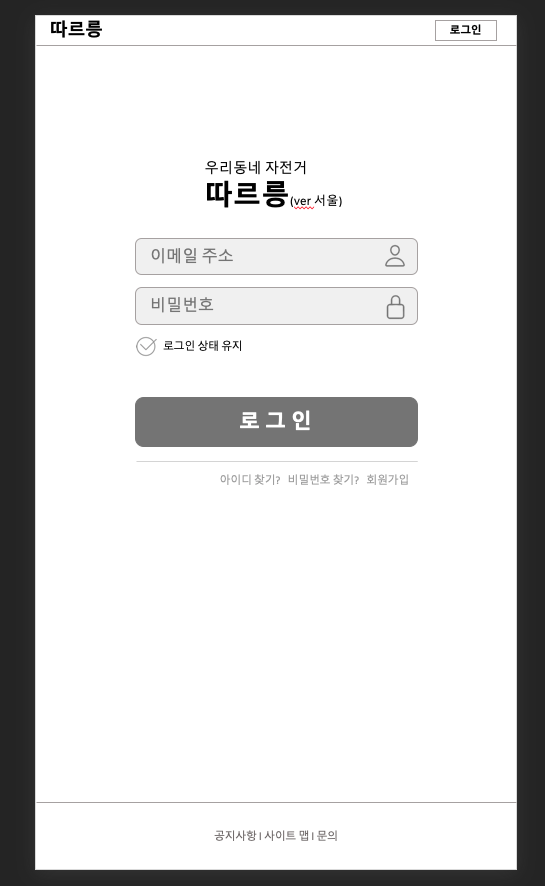 따르릉 로그인
우리동네 자전거
따르릉(ver 서울)
이메일 주소
비밀번호
로그인 상태 유지
로그인
아이디 찾기? 비밀번호 찾기? 회원가입
공지사항 | 사이트 맵 | 문의